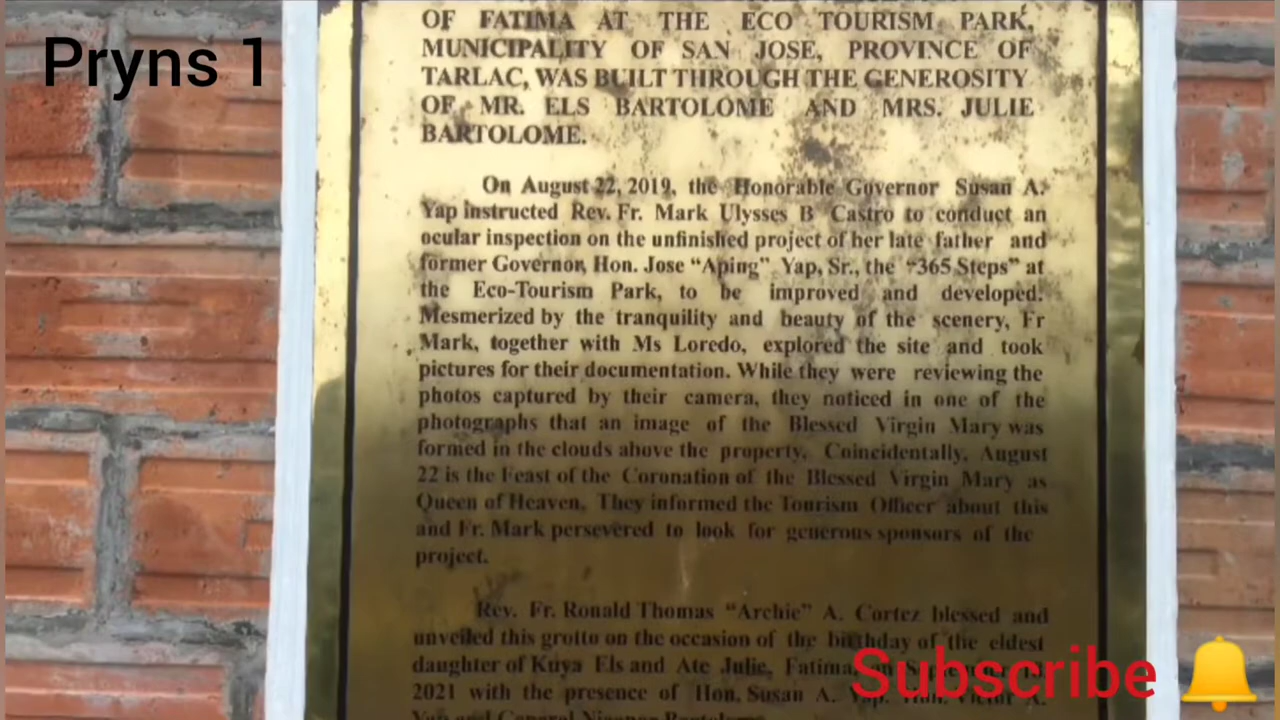 Pryns 1
OF FATIMA AT THE ECO TOURISM PARK,
MUNICIPALITY OF SAN JOSE, PROVINCE OF
TARLAC, WAS BUILT THROUGH THE GENEROSITY
OF MR. ELS BARTOLOME AND MRS. JULIE
BARTOLOME.
On August 22, 2019, the Honorable Governor Susan A.
Yap instructed Rev. Fr. Mark Ulysses B Castro to conduct an
ocular inspection on the unfinished project of her late father and
former Governor, Hon. Jose “Aping” Yap, Sr., the “365 Steps” at
the Eco-Tourism Park, to be improved and developed.
Mesmerized by the tranquility and beauty of the scenery, Fr
Mark, together with Ms Loredo, explored the site and took
pictures for their documentation. While they were reviewing the
photos captured by their camera, they noticed in one of the
photographs that an image of the Blessed Virgin Mary was
formed in the clouds above the property. Coincidentally, August
22 is the Feast of the Coronation of the Blessed Virgin Mary as
Queen of Heaven. They informed the Tourism Officer about this
and Fr. Mark persevered to look for generous sponsors of the
project.
Rev. Fr. Ronald Thomas “Archie” A. Cortez blessed and
unveiled this grotto on the occasion of the birthday of the eldest
daughter of Kuya Els and Ate Julie, Fatima,
2021 with the presence of Hon. Susan A. Yap, Hon. Victor A.
Yap and General Nicanor Bartolome
Subscribe